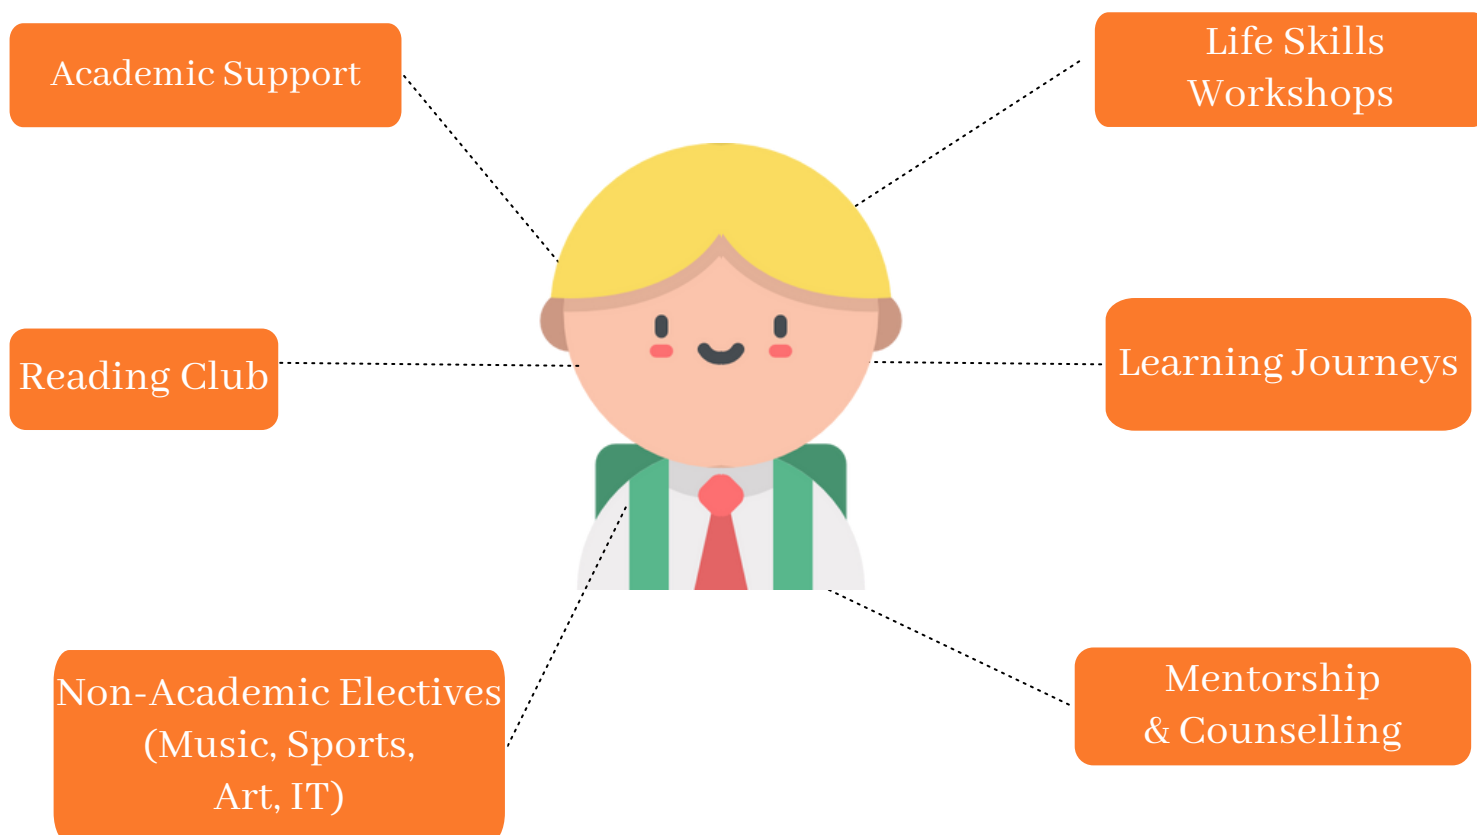 Academic Support
Life Skills
Workshops
Reading Club
Learning Journeys
Non-Academic Electives
(Music, Sports,
Art, IT)
Mentorship
& Counselling